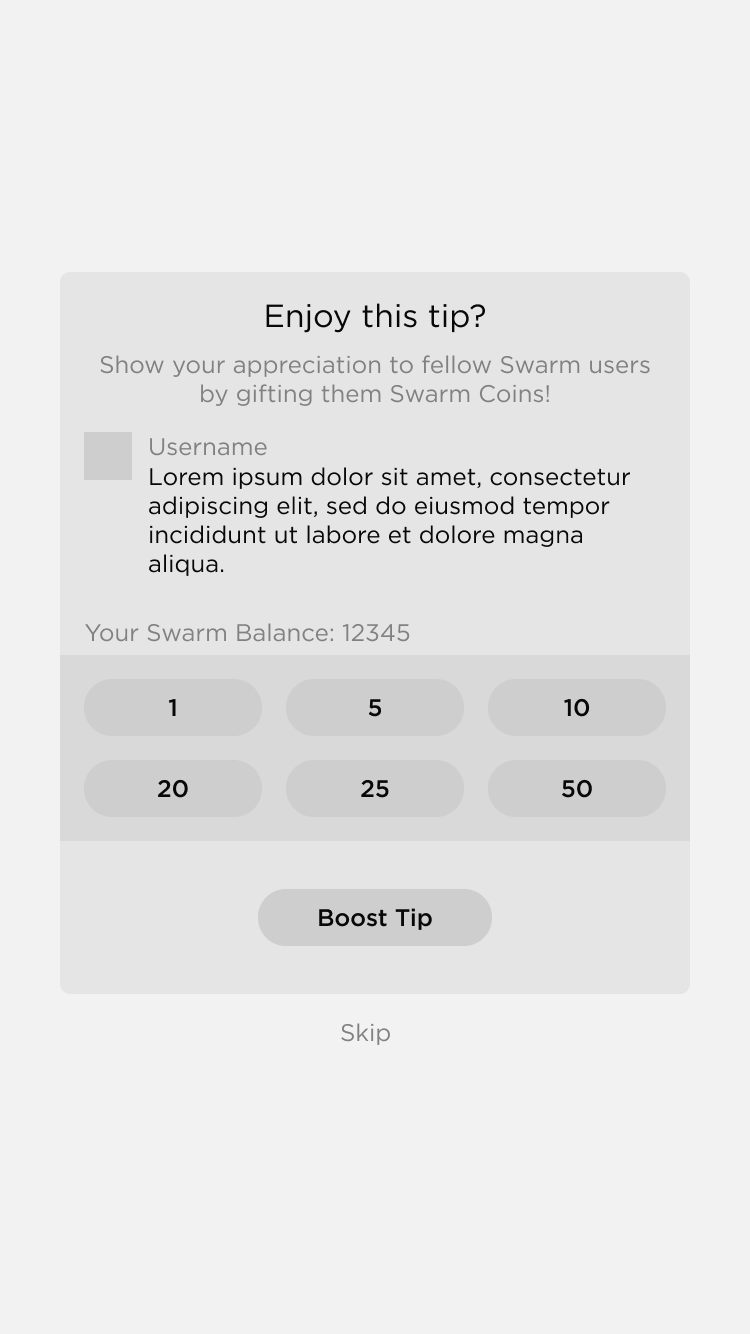 Enjoy this tip?
Show your appreciation to fellow Swarm users
by gifting them Swarm Coins!
Username
Lorem ipsum dolor sit amet, consectetur
adipiscing elit, sed do eiusmod tempor
incididunt ut labore et dolore magna
aliqua.
Your Swarm Balance: 12345
1 5 10
20 25 50
Boost Tip
Skip